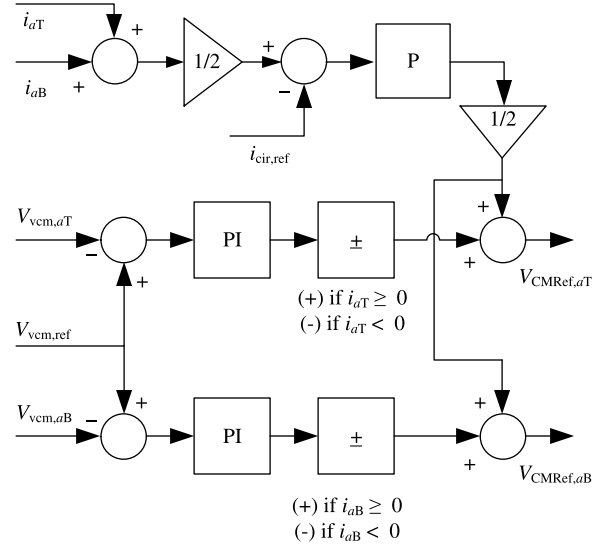 i_aT
+
1/2
+
P
i_aB
+
−
1/2
i_cir,ref
V_vcm,aT
−
PI
±
+
+
+
V_CMRef,aT
(+) if i_aT ≥ 0
(-) if i_aT < 0
V_vcm,ref
V_vcm,aB
−
+
PI
±
+
+
V_CMRef,aB
(+) if i_aB ≥ 0
(-) if i_aB < 0